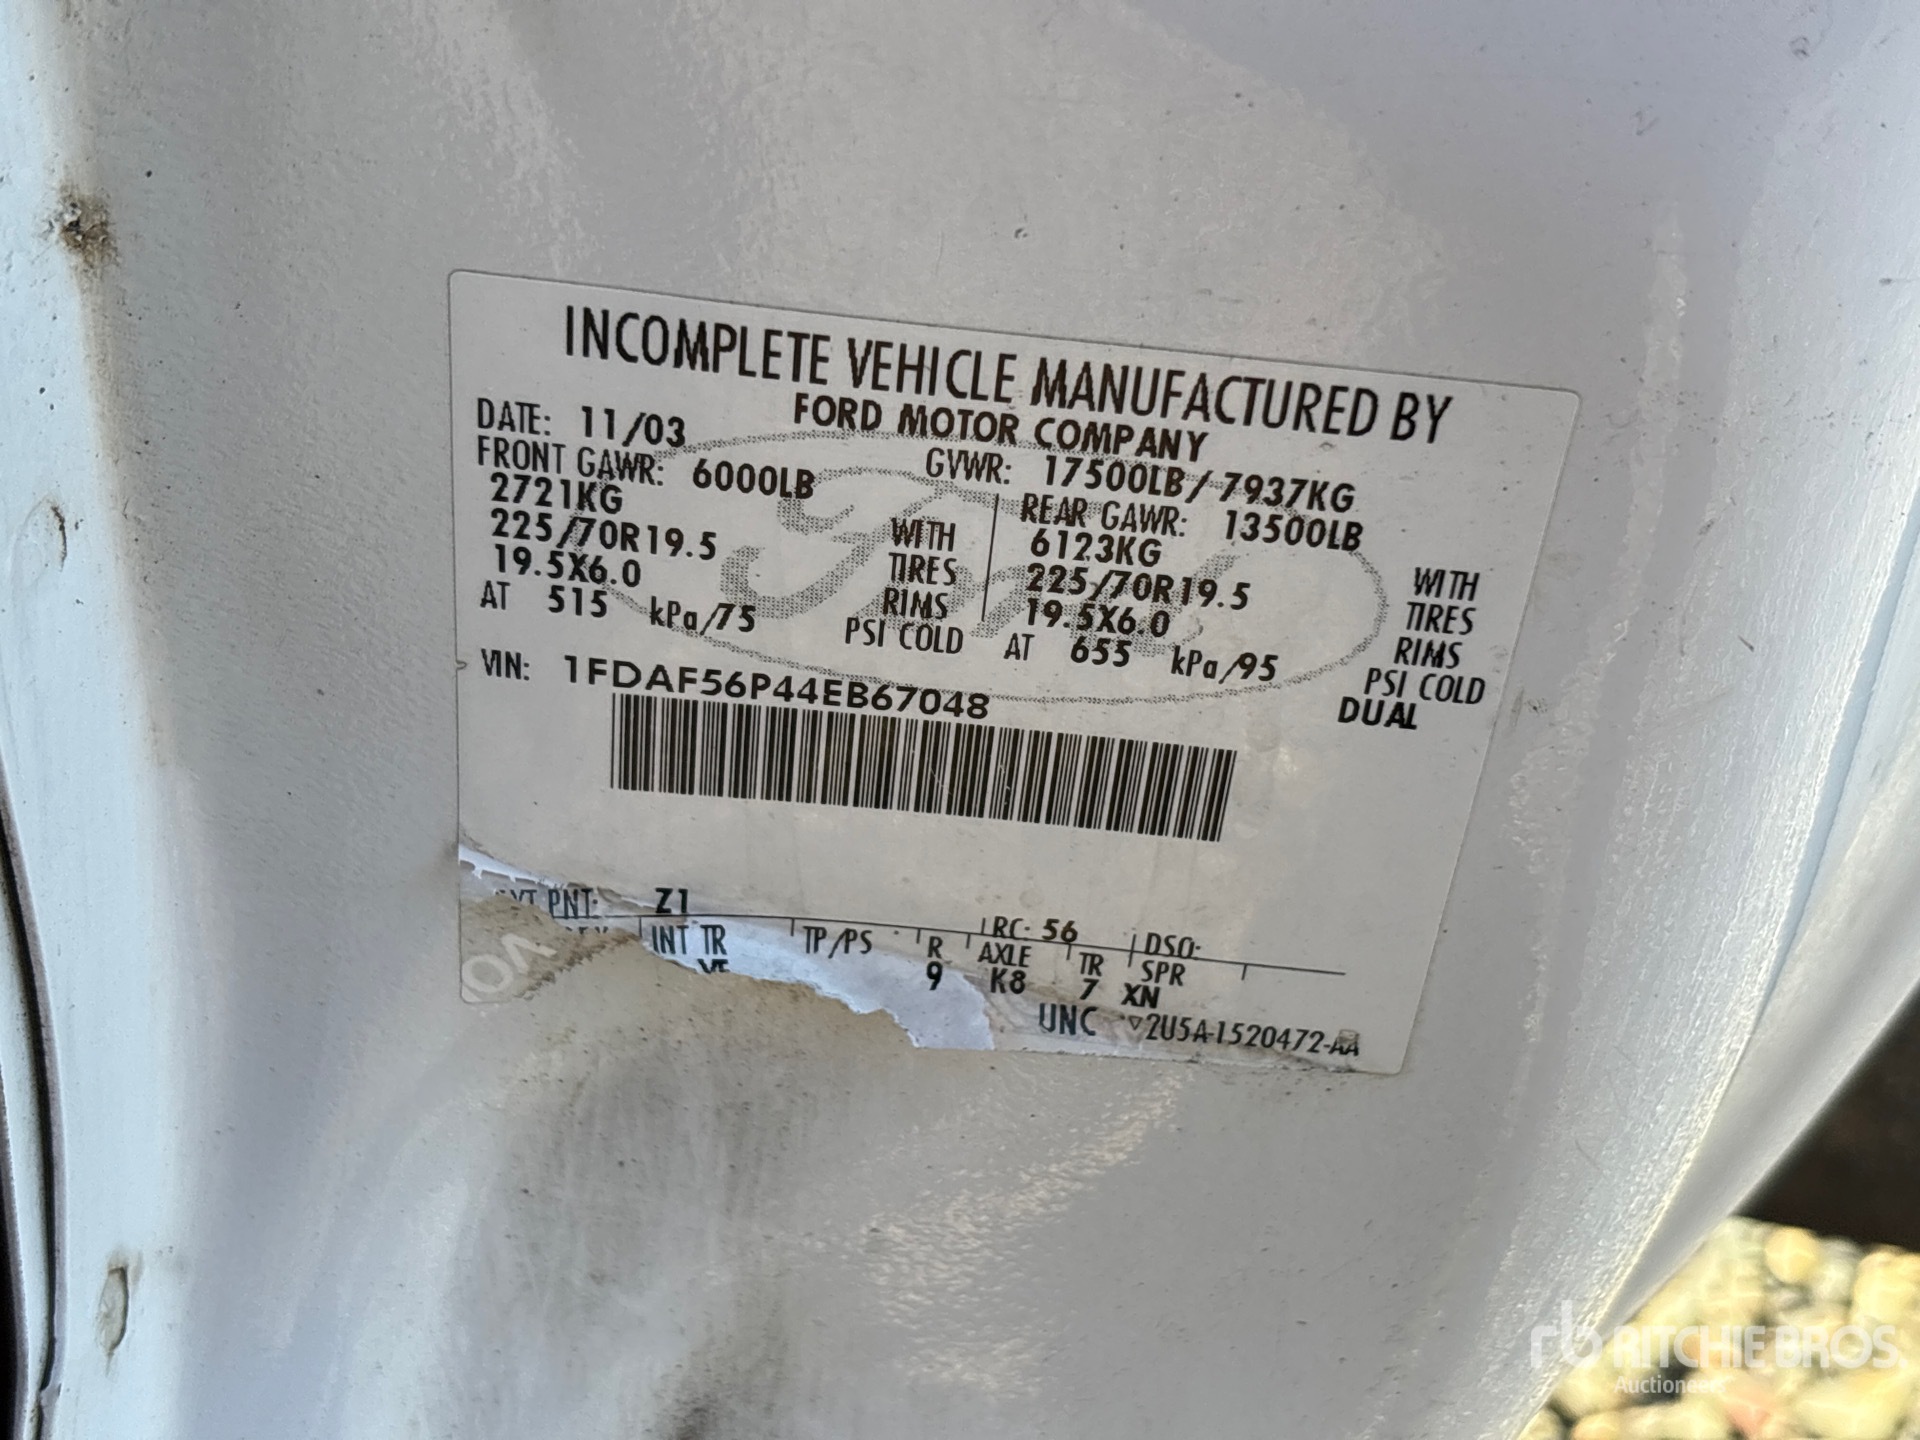 INCOMPLETE VEHICLE MANUFACTURED BY
FORD MOTOR COMPANY
DATE: 11/03
GVWR: 17500LB/7937KG
FRONT GAWR: 6000LB
2721KG WITH
225/70R19.5 TIRES
19.5X6.0 RIMS
AT 515 kPa/75 PSI COLD
REAR GAWR: 13500LB
6123KG WITH
225/70R19.5 TIRES
19.5X6.0 RIMS
AT 655 kPa/95 PSI COLD
DUAL
VIN: 1FDAF56P44EB67048
PNT: Z1
RC: 56 DSO:
INT TR TP/PS R AXLE TR SPR
9 K8 7 XN
UNC ▽2U5A-1520472-AA
Ford
rb RITCHIE BROS
Auctioneers